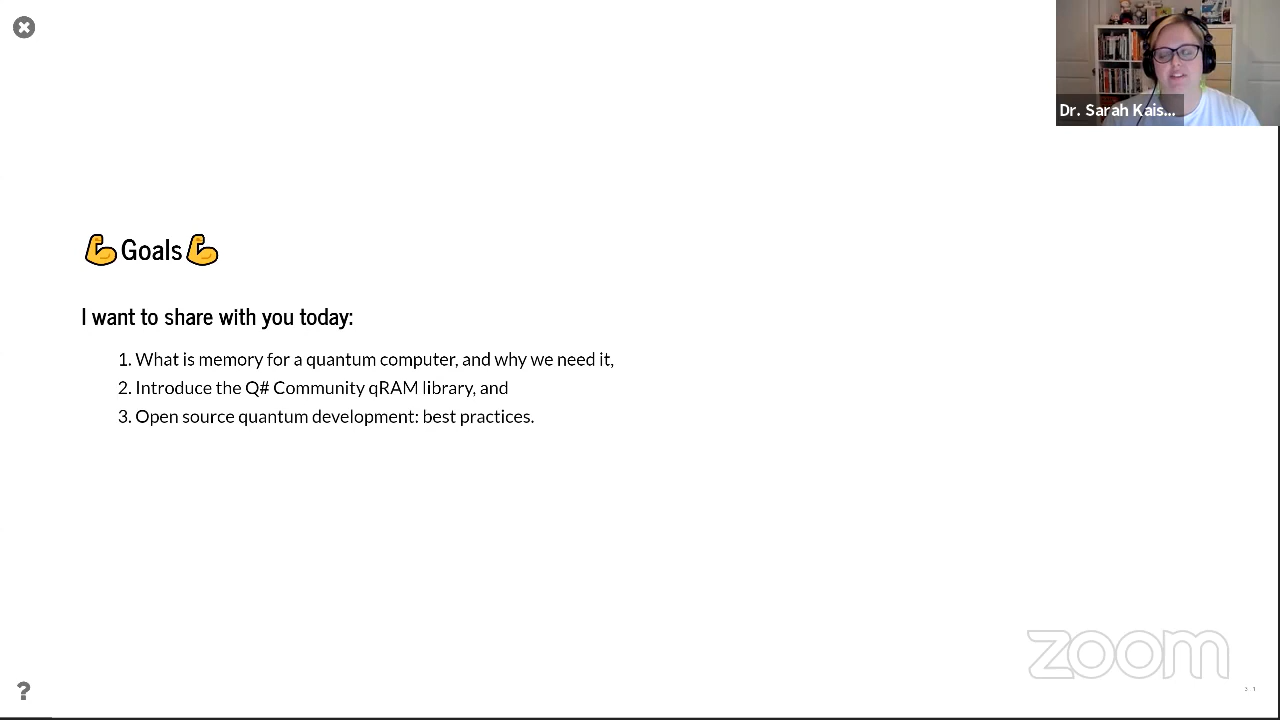 Dr. Sarah Kais...
💪Goals💪
I want to share with you today:
1. What is memory for a quantum computer, and why we need it,
2. Introduce the Q# Community qRAM library, and
3. Open source quantum development: best practices.
zoom
?